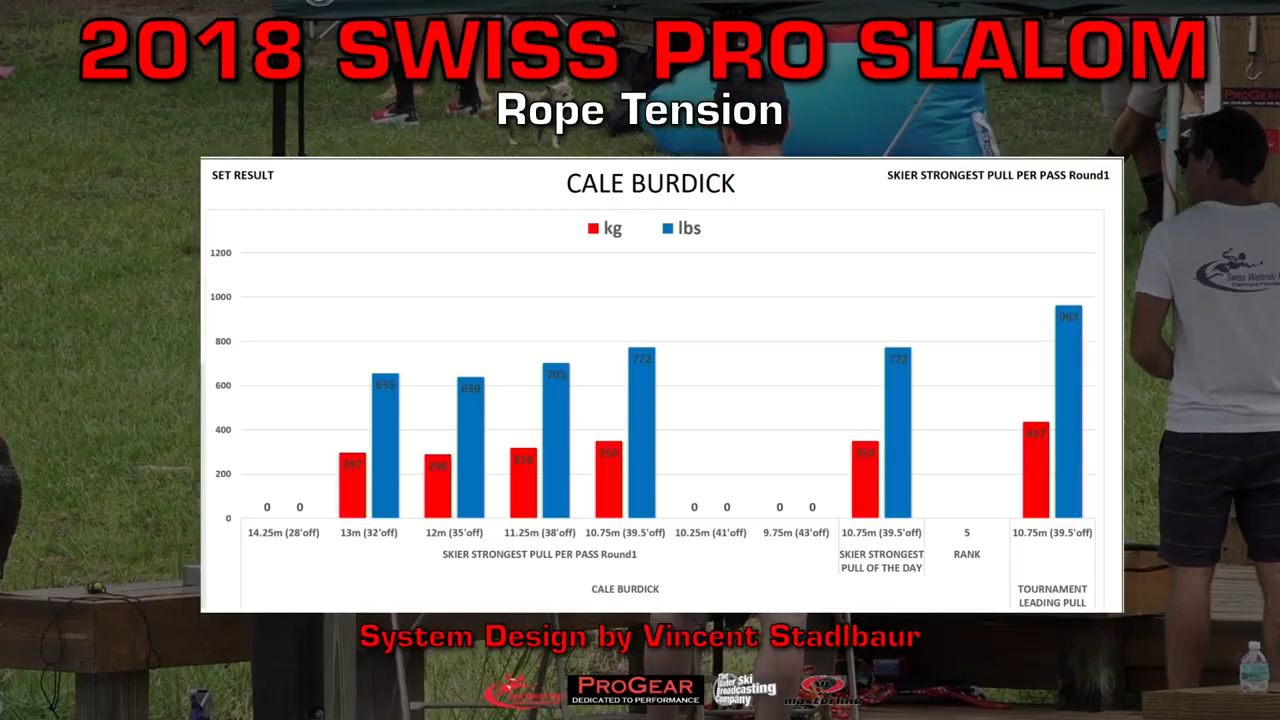 2018 SWISS PRO SLALOM
Rope Tension
SET RESULT
CALE BURDICK
SKIER STRONGEST PULL PER PASS Round1
kg lbs
1200
1000
800
600
400
200
0
0 0 297 655 290 639 319 703 350 772 0 0 0 0 350 772 437 963
14.25m (28'off) 13m (32'off) 12m (35'off) 11.25m (38'off) 10.75m (39.5'off) 10.25m (41'off) 9.75m (43'off) 10.75m (39.5'off) 5 10.75m (39.5'off)
SKIER STRONGEST PULL PER PASS Round1
SKIER STRONGEST
PULL OF THE DAY
RANK
CALE BURDICK
TOURNAMENT
LEADING PULL
System Design by Vincent Stadlbaur
PROGEAR
DEDICATED TO PERFORMANCE
The
Water Ski
Broadcasting
Company
masterline
PROGEAR
Swiss Waterski